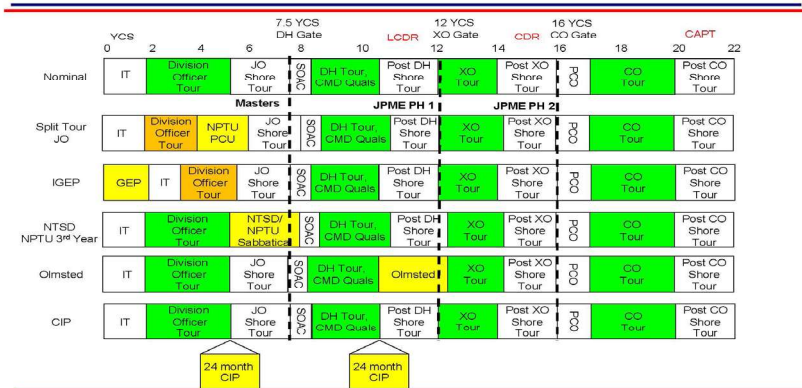 7.5 YCS 12 YCS 16 YCS
YCS DH Gate LCDR XO Gate CDR CO Gate CAPT
0 2 4 6 8 10 12 14 16 18 20 22
Nominal
IT
Division
Officer
Tour
JO
Shore
Tour
SOAC
DH Tour,
CMD Quals
Post DH
Shore
Tour
XO
Tour
Post XO
Shore
Tour
PCO
CO
Tour
Post CO
Shore
Tour
Masters JPME PH 1 JPME PH 2
Split Tour
JO
IT
Division
Officer
Tour
NPTU
PCU
JO
Shore
Tour
SOAC
DH Tour,
CMD Quals
Post DH
Shore
Tour
XO
Tour
Post XO
Shore
Tour
PCO
CO
Tour
Post CO
Shore
Tour
IGEP
GEP
IT
Division
Officer
Tour
JO
Shore
Tour
SOAC
DH Tour,
CMD Quals
Post DH
Shore
Tour
XO
Tour
Post XO
Shore
Tour
PCO
CO
Tour
Post CO
Shore
Tour
NTSD
NPTU 3rd Year
IT
Division
Officer
Tour
NTSD/
NPTU
Sabbatical
SOAC
DH Tour,
CMD Quals
Post DH
Shore
Tour
XO
Tour
Post XO
Shore
Tour
PCO
CO
Tour
Post CO
Shore
Tour
Olmsted
IT
Division
Officer
Tour
JO
Shore
Tour
SOAC
DH Tour,
CMD Quals
Olmsted
XO
Tour
Post XO
Shore
Tour
PCO
CO
Tour
Post CO
Shore
Tour
CIP
IT
Division
Officer
Tour
JO
Shore
Tour
SOAC
DH Tour,
CMD Quals
Post DH
Shore
Tour
XO
Tour
Post XO
Shore
Tour
PCO
CO
Tour
Post CO
Shore
Tour
24 month
CIP
24 month
CIP